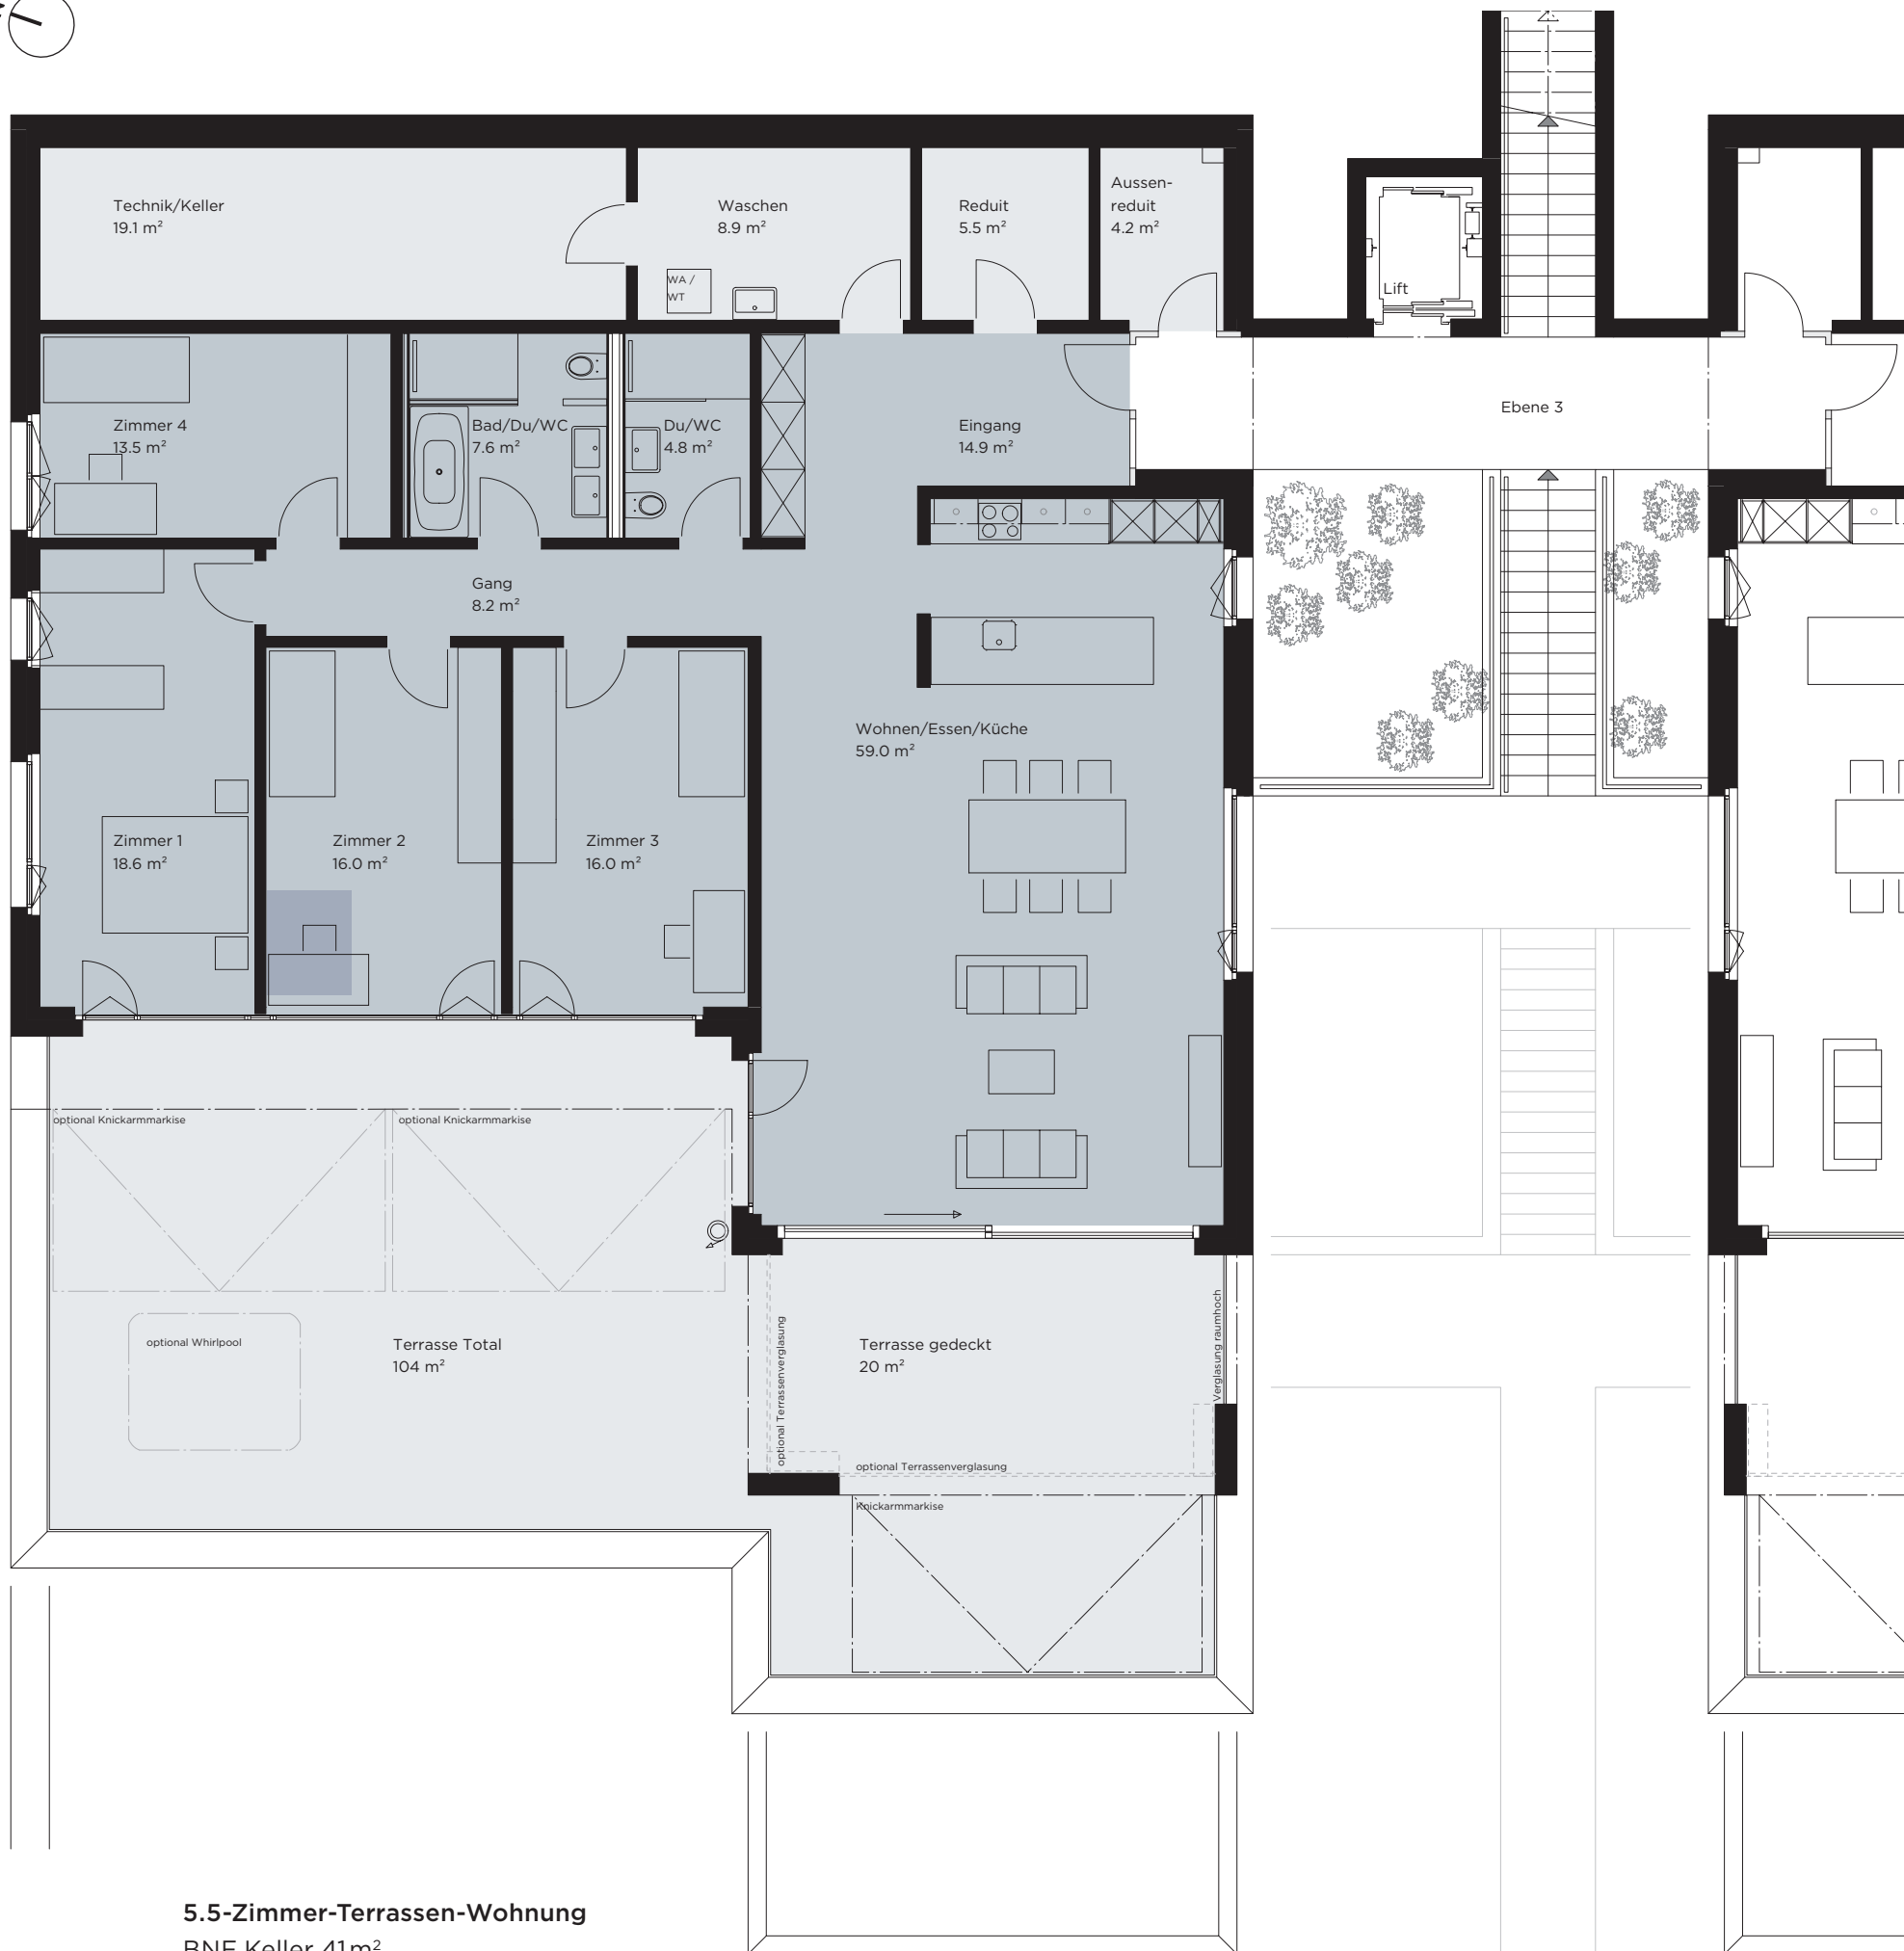 Technik/Keller
19.1 m²
Waschen
8.9 m²
Reduit
5.5 m²
Aussen-
reduit
4.2 m²
WA /
WT
Lift
Zimmer 4
13.5 m²
Bad/Du/WC
7.6 m²
Du/WC
4.8 m²
Eingang
14.9 m²
Ebene 3
Gang
8.2 m²
Wohnen/Essen/Küche
59.0 m²
Zimmer 1
18.6 m²
Zimmer 2
16.0 m²
Zimmer 3
16.0 m²
optional Knickarmmarkise
optional Knickarmmarkise
optional Whirlpool
Terrasse Total
104 m²
Terrasse gedeckt
20 m²
optional Terrassenverglasung
Verglasung raumhoch
optional Terrassenverglasung
Knickarmmarkise
5.5-Zimmer-Terrassen-Wohnung
BNF Keller 41m²